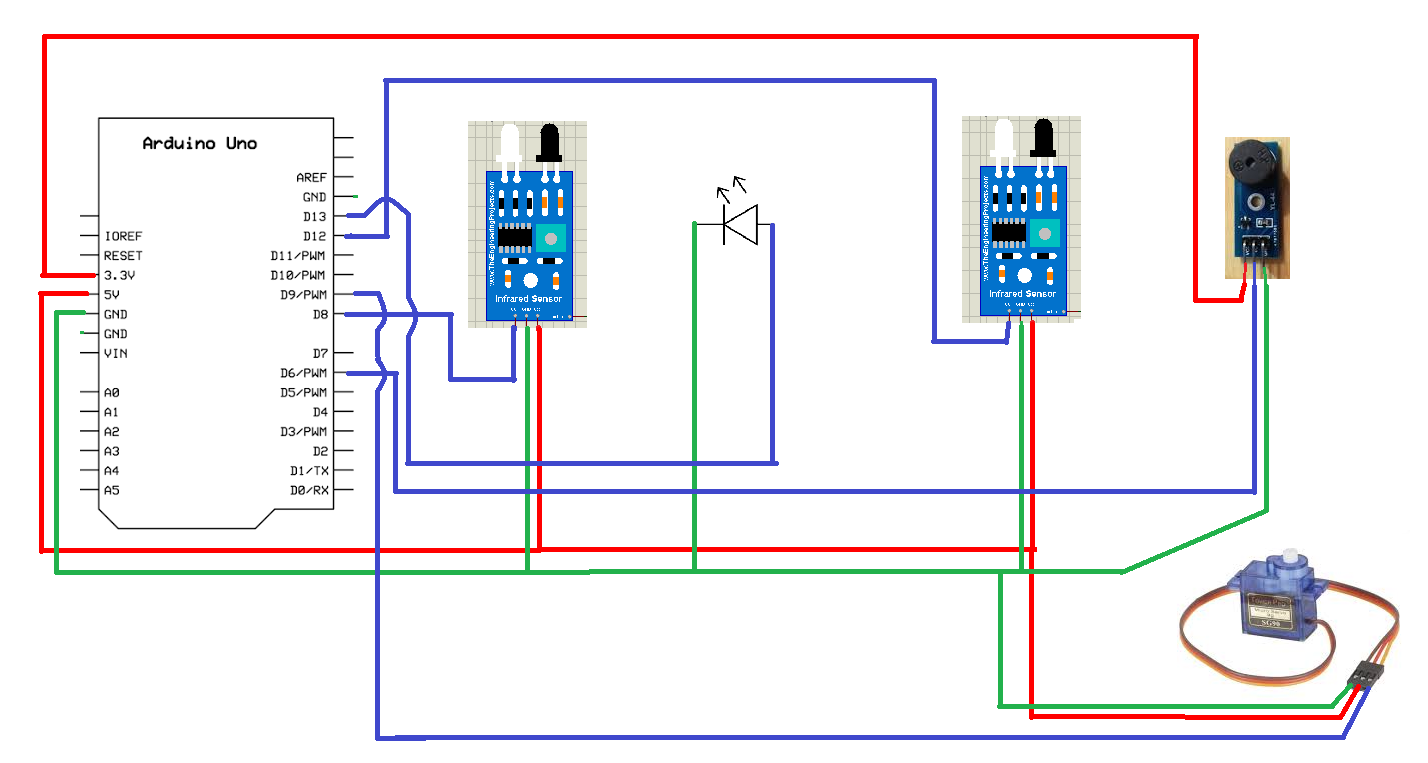 Arduino Uno
AREF
GND
D13
D12
D11/PWM
D10/PWM
D9/PWM
D8
D7
D6/PWM
D5/PWM
D4
D3/PWM
D2
D1/TX
D0/RX
IOREF
RESET
3.3V
5V
GND
GND
VIN
A0
A1
A2
A3
A4
A5
www.TheEngineeringProjects.com
Infrared Sensor
www.TheEngineeringProjects.com
Infrared Sensor
SG90